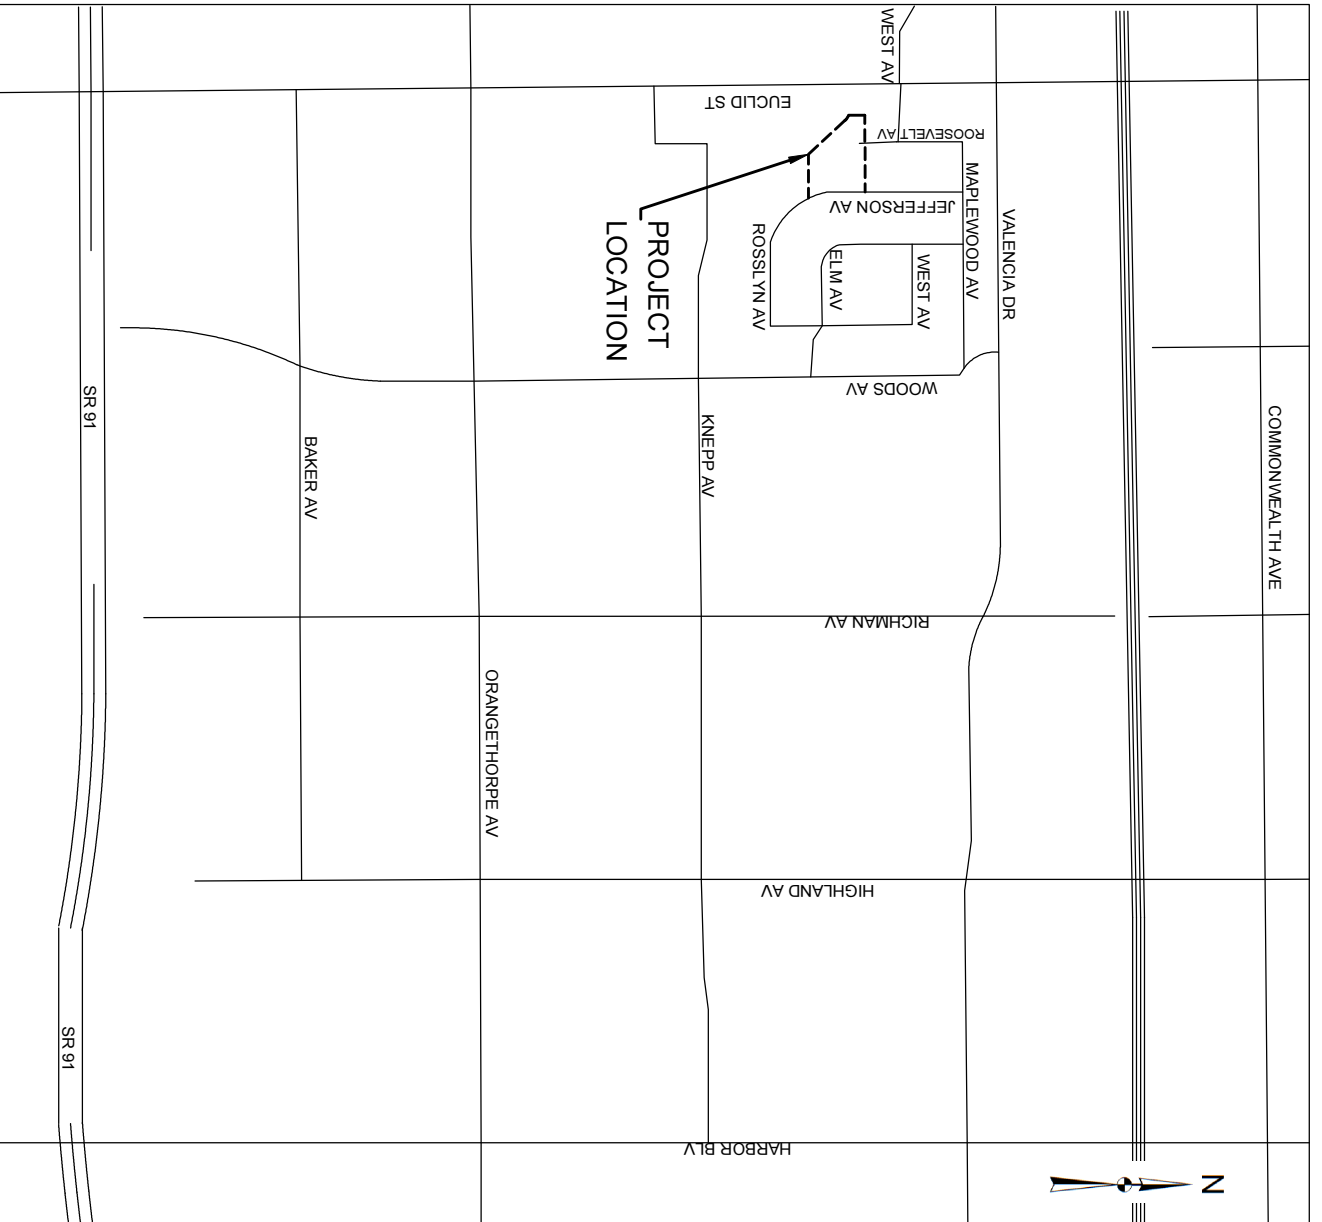 WEST AV
EUCLID ST
ROOSEVELT AV
MAPLEWOOD AV
JEFFERSON AV
VALENCIA DR
ROSSLYN AV
ELM AV
WEST AV
PROJECT
LOCATION
WOODS AV
SR 91
BAKER AV
KNEPP AV
COMMONWEALTH AVE
RICHMAN AV
ORANGETHORPE AV
HIGHLAND AV
SR 91
HARBOR BLV
N